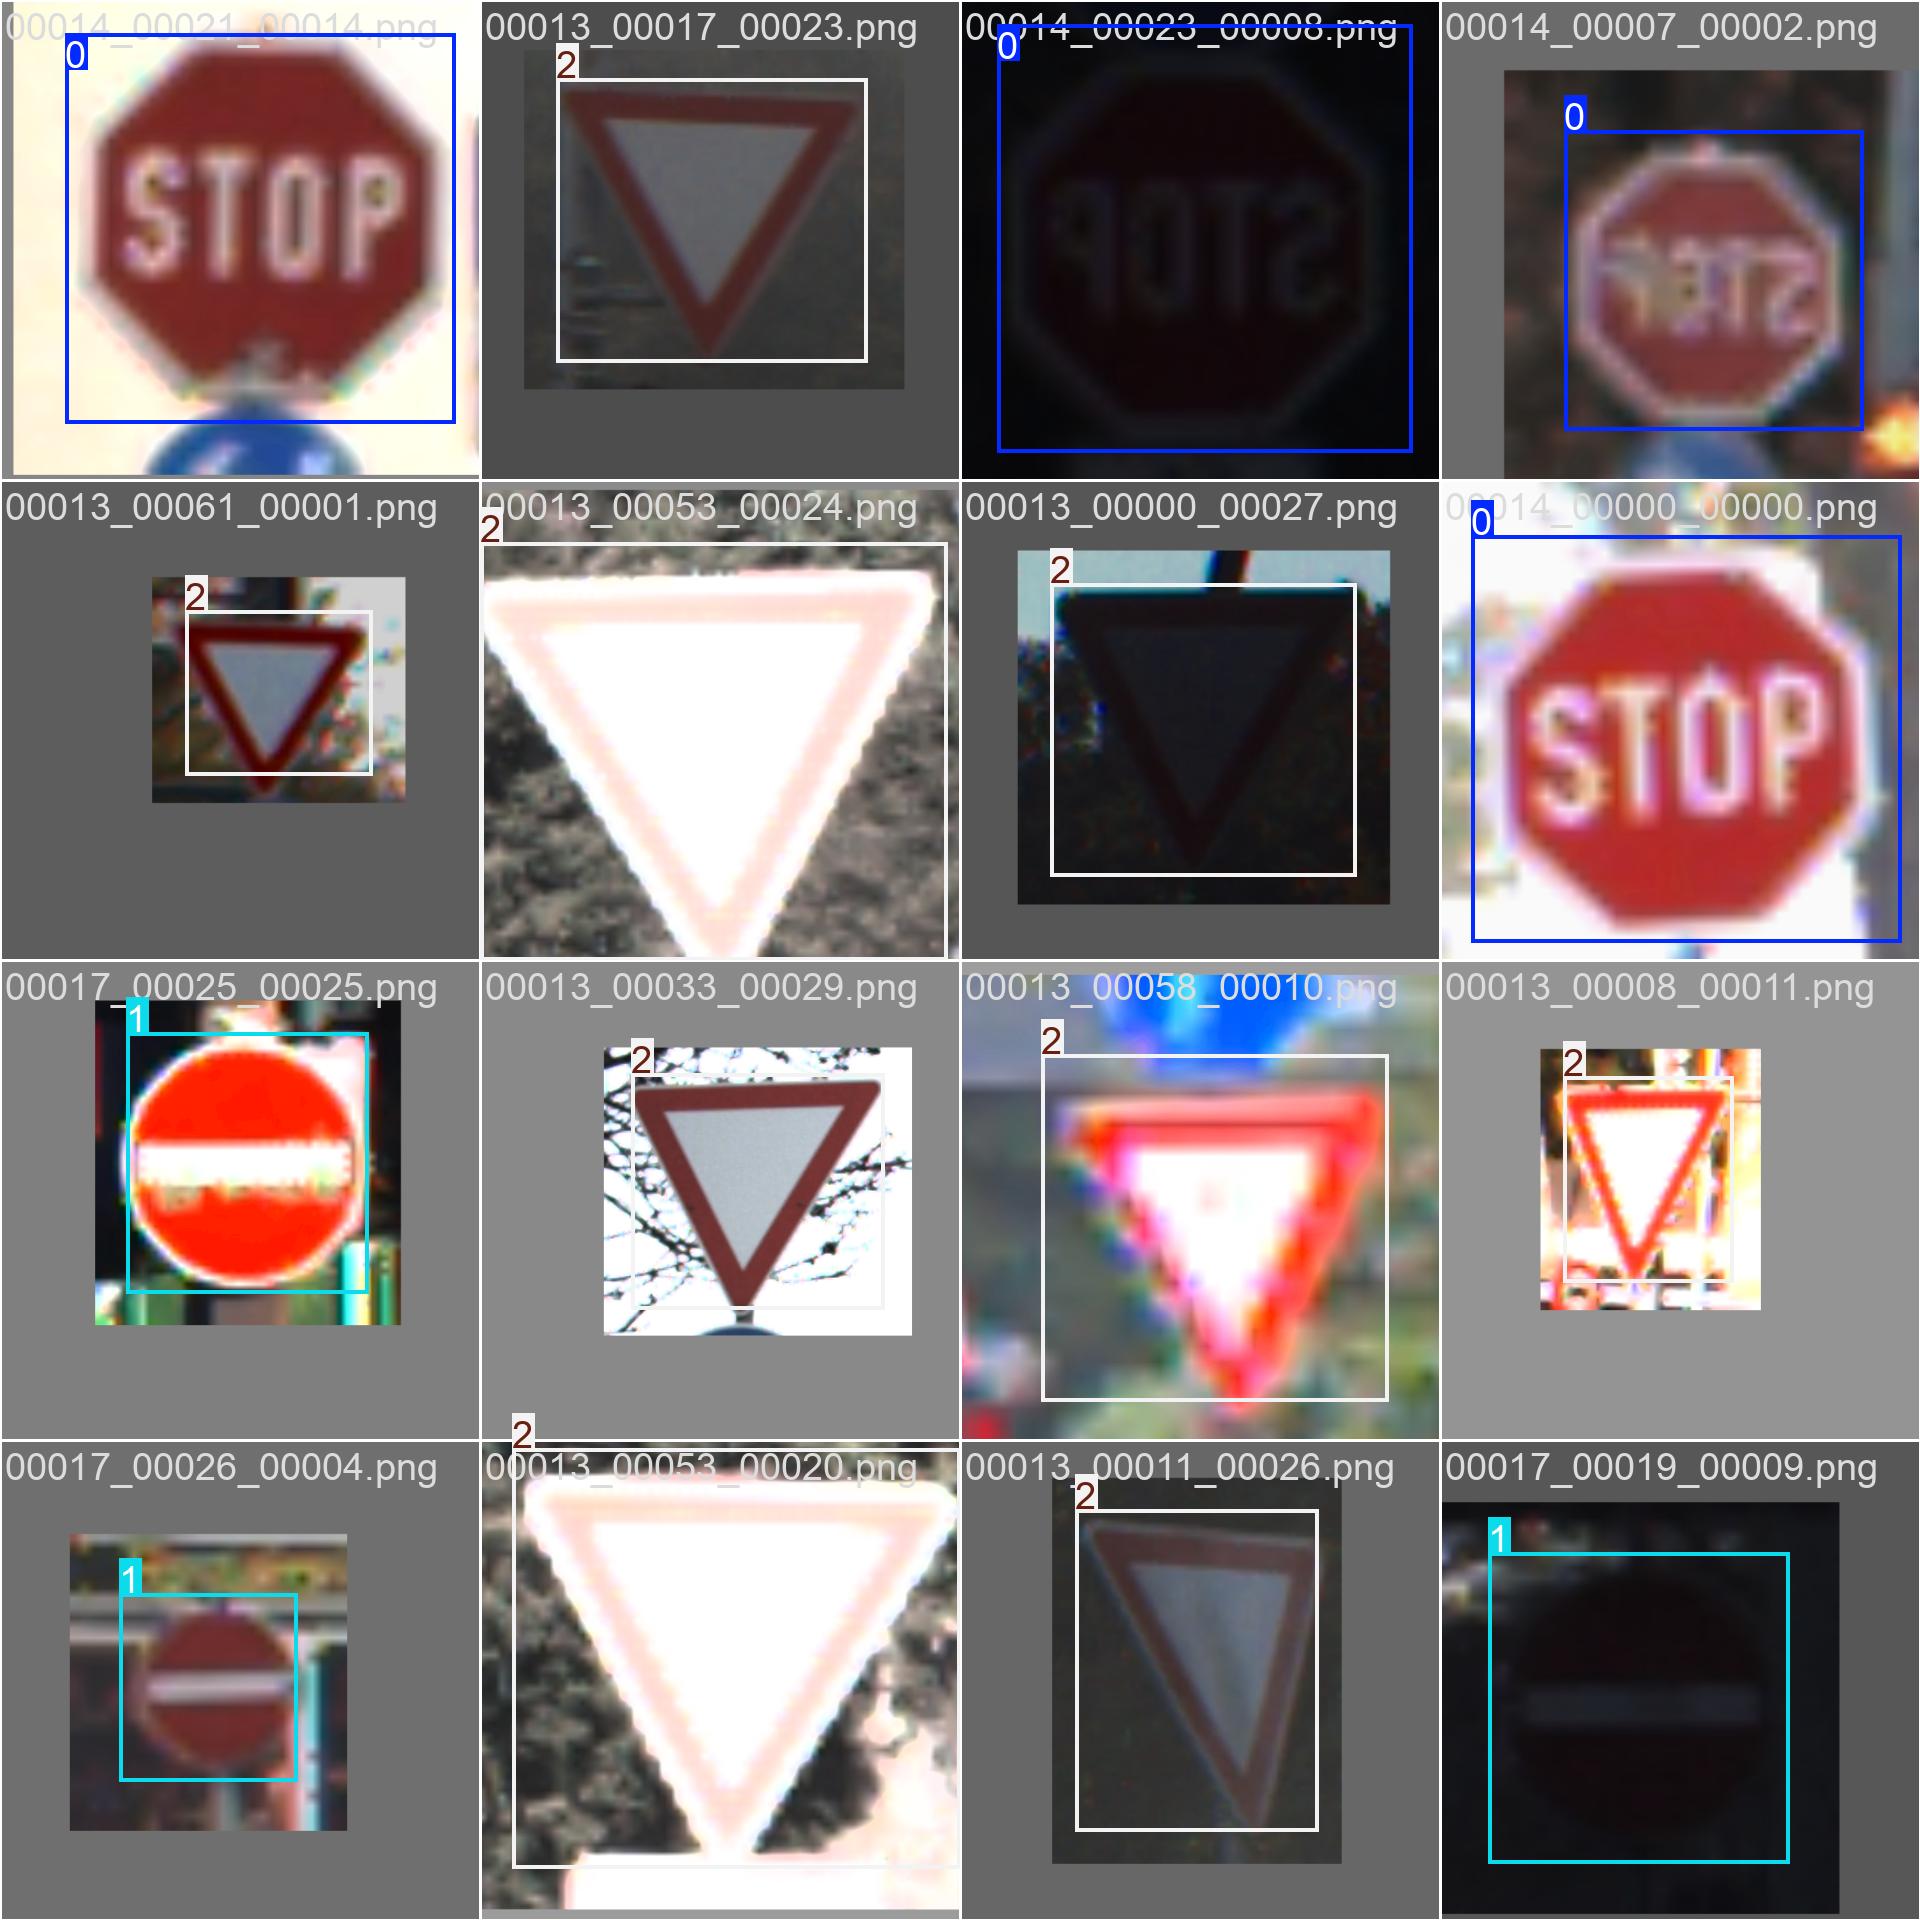 00014_00021_00014.png
0
STOP
00013_00017_00023.png
2
00014_00023_00008.png
0
STOP
00014_00007_00002.png
0
STOP
00013_00061_00001.png
2
00013_00053_00024.png
2
00013_00000_00027.png
2
00014_00000_00000.png
0
STOP
00017_00025_00025.png
1
00013_00033_00029.png
2
00013_00058_00010.png
2
00013_00008_00011.png
2
00017_00026_00004.png
1
2
00013_00053_00020.png
00013_00011_00026.png
2
00017_00019_00009.png
1